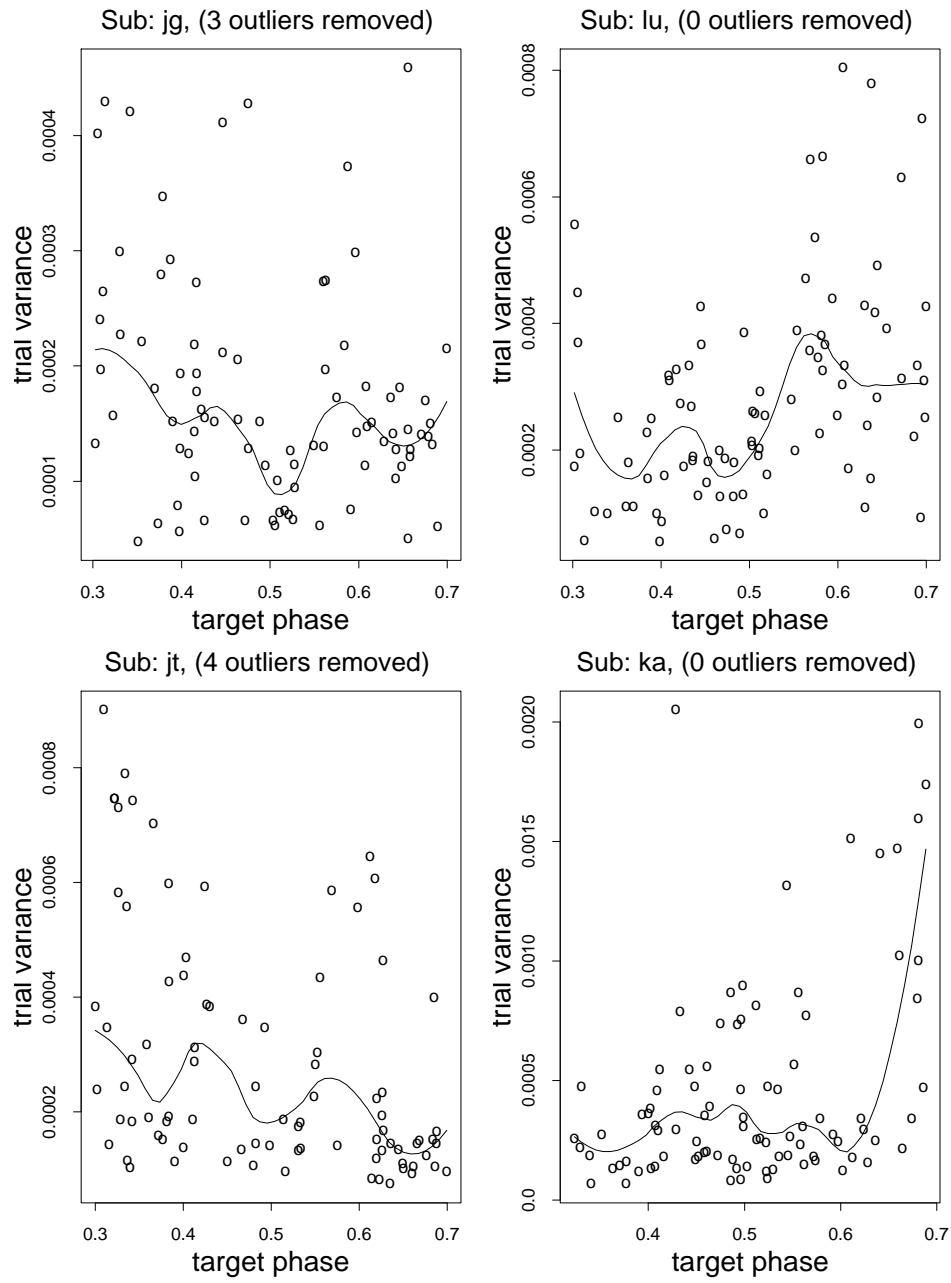 Sub: jg, (3 outliers removed)
trial variance
0.0004
0.0003
0.0002
0.0001
0.3 0.4 0.5 0.6 0.7
target phase
Sub: lu, (0 outliers removed)
trial variance
0.0008
0.0006
0.0004
0.0002
0.3 0.4 0.5 0.6 0.7
target phase
Sub: jt, (4 outliers removed)
trial variance
0.0008
0.0006
0.0004
0.0002
0.3 0.4 0.5 0.6 0.7
target phase
Sub: ka, (0 outliers removed)
trial variance
0.0020
0.0015
0.0010
0.0005
0.0
0.4 0.5 0.6 0.7
target phase